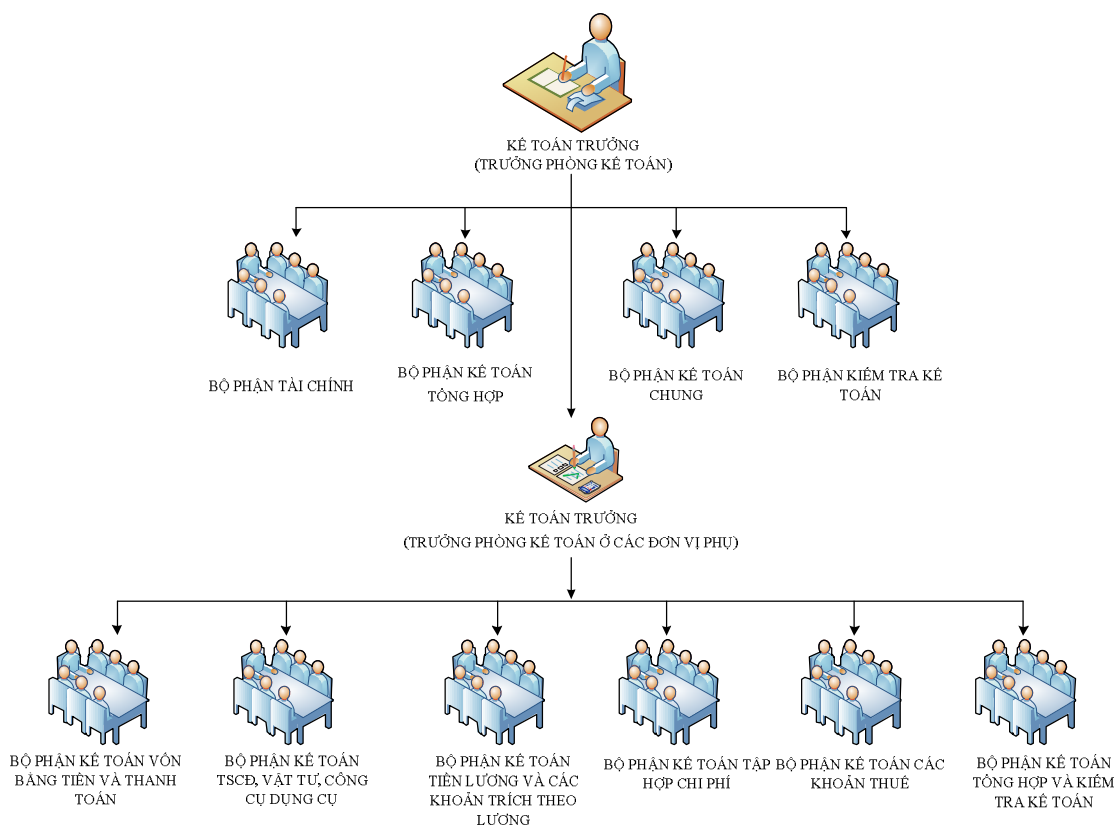 KẾ TOÁN TRƯỞNG
(TRƯỞNG PHÒNG KẾ TOÁN)
BỘ PHẬN TÀI CHÍNH
BỘ PHẬN KẾ TOÁN
TỔNG HỢP
BỘ PHẬN KẾ TOÁN
CHUNG
BỘ PHẬN KIỂM TRA KẾ
TOÁN
KẾ TOÁN TRƯỞNG
(TRƯỞNG PHÒNG KẾ TOÁN Ở CÁC ĐƠN VỊ PHỤ)
BỘ PHẬN KẾ TOÁN VỐN
BẰNG TIỀN VÀ THANH
TOÁN
BỘ PHẬN KẾ TOÁN
TSCĐ, VẬT TƯ, CÔNG
CỤ DỤNG CỤ
BỘ PHẬN KẾ TOÁN
TIỀN LƯƠNG VÀ CÁC
KHOẢN TRÍCH THEO
LƯƠNG
BỘ PHẬN KẾ TOÁN TẬP
HỢP CHI PHÍ
BỘ PHẬN KẾ TOÁN CÁC
KHOẢN THUẾ
BỘ PHẬN KẾ TOÁN
TỔNG HỢP VÀ KIỂM
TRA KẾ TOÁN